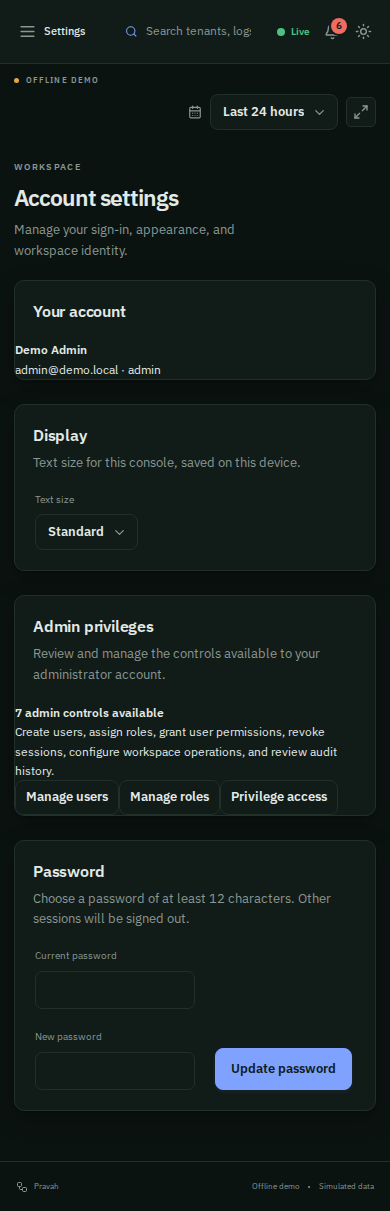 Settings
Search tenants, logs
Live
6
OFFLINE DEMO
Last 24 hours
WORKSPACE
Account settings
Manage your sign-in, appearance, and
workspace identity.
Your account
Demo Admin
admin@demo.local · admin
Display
Text size for this console, saved on this device.
Text size
Standard
Admin privileges
Review and manage the controls available to your
administrator account.
7 admin controls available
Create users, assign roles, grant user permissions, revoke
sessions, configure workspace operations, and review audit
history.
Manage users Manage roles Privilege access
Password
Choose a password of at least 12 characters. Other
sessions will be signed out.
Current password
New password
Update password
Pravah
Offline demo • Simulated data